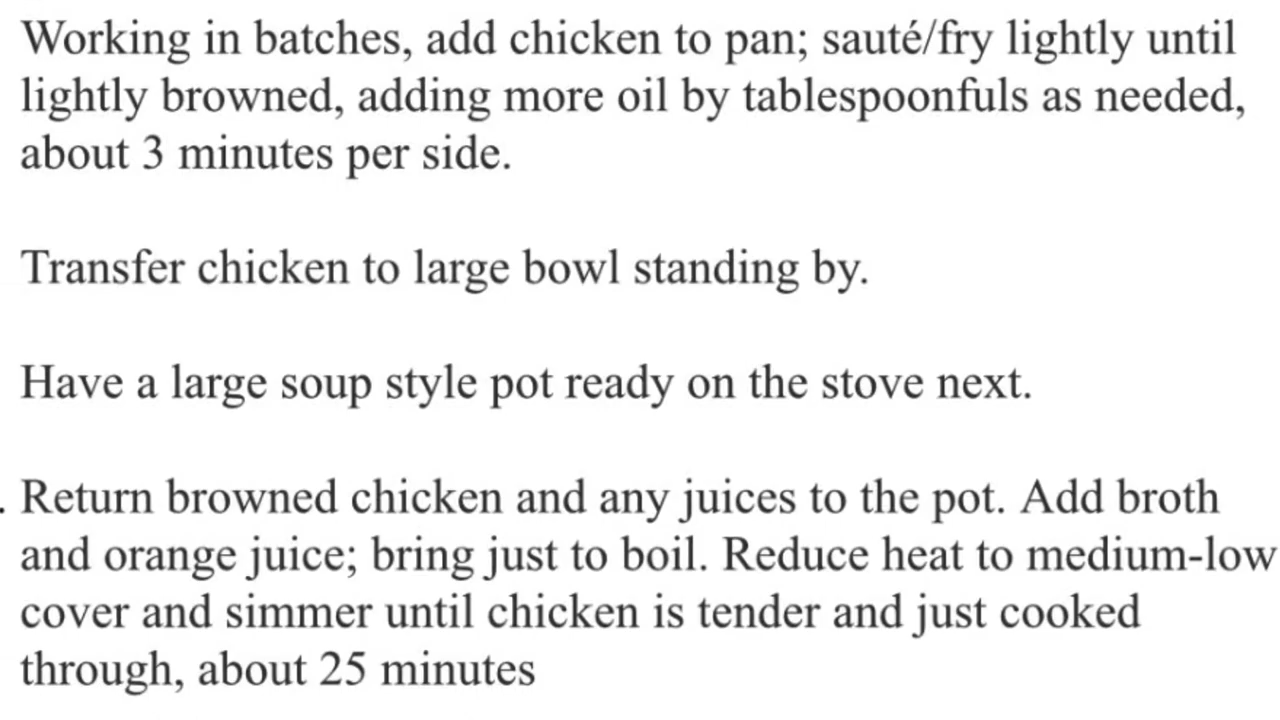 Working in batches, add chicken to pan; sauté/fry lightly until
lightly browned, adding more oil by tablespoonfuls as needed,
about 3 minutes per side.
Transfer chicken to large bowl standing by.
Have a large soup style pot ready on the stove next.
. Return browned chicken and any juices to the pot. Add broth
and orange juice; bring just to boil. Reduce heat to medium-low
cover and simmer until chicken is tender and just cooked
through, about 25 minutes